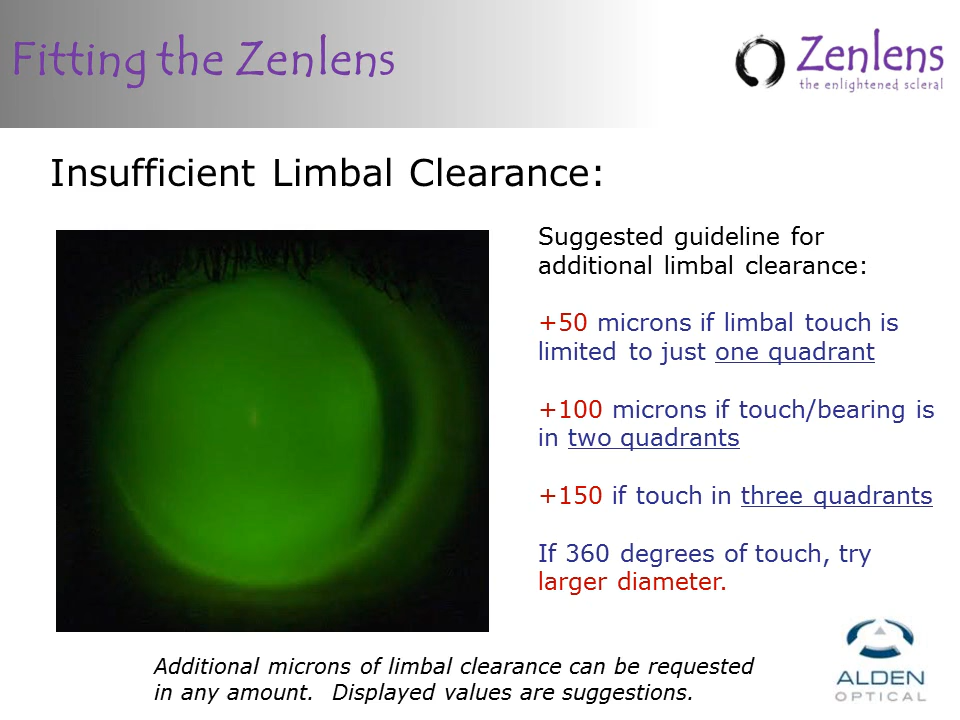 Fitting the Zenlens
Zenlens
the enlightened scleral
Insufficient Limbal Clearance:
Suggested guideline for
additional limbal clearance:
+50 microns if limbal touch is
limited to just one quadrant
+100 microns if touch/bearing is
in two quadrants
+150 if touch in three quadrants
If 360 degrees of touch, try
larger diameter.
Additional microns of limbal clearance can be requested
in any amount.  Displayed values are suggestions.
ALDEN
OPTICAL